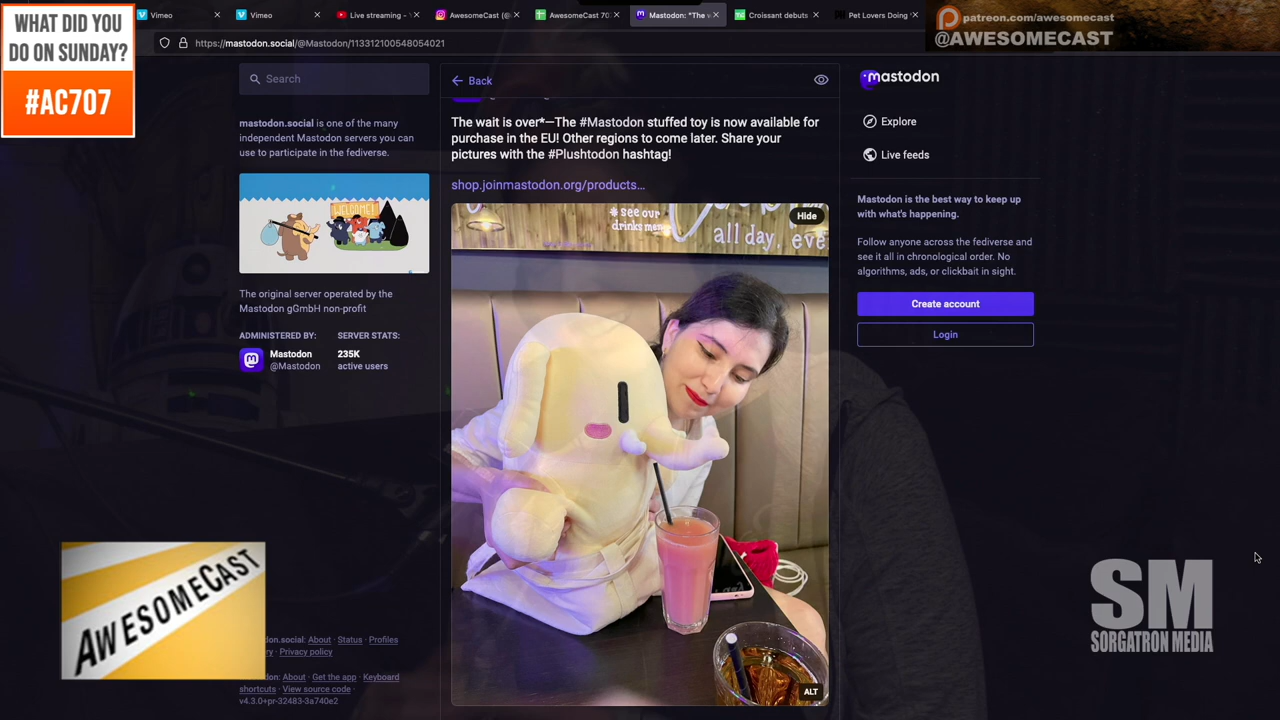 WHAT DID YOU
DO ON SUNDAY?
#AC707
Vimeo
Vimeo
Live streaming -
AwesomeCast (@
AwesomeCast 70
Mastodon: "The
Croissant debuts
Pet Lovers Doing
patreon.com/awesomecast
@AWESOMECAST
https://mastodon.social/@Mastodon/113312100548054021
Search
mastodon.social is one of the many
independent Mastodon servers you can
use to participate in the fediverse.
WELCOME!
The original server operated by the
Mastodon gGmbH non-profit
ADMINISTERED BY:
Mastodon
@Mastodon
SERVER STATS:
235K
active users
Back
The wait is over*—The #Mastodon stuffed toy is now available for
purchase in the EU! Other regions to come later. Share your
pictures with the #Plushtodon hashtag!
shop.joinmastodon.org/products…
* see our
drinks men
all day, eve
Hide
ALT
mastodon
Explore
Live feeds
Mastodon is the best way to keep up
with what's happening.
Follow anyone across the fediverse and
see it all in chronological order. No
algorithms, ads, or clickbait in sight.
Create account
Login
AWESOMECAST
don.social: About · Status · Profiles
ry · Privacy policy
don: About · Get the app · Keyboard
shortcuts · View source code ·
v4.3.0+pr-32483-3a740e2
SM
SORGATRON MEDIA